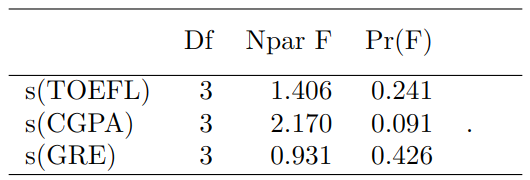 Df Npar F Pr(F)
s(TOEFL) 3 1.406 0.241
s(CGPA) 3 2.170 0.091 .
s(GRE) 3 0.931 0.426